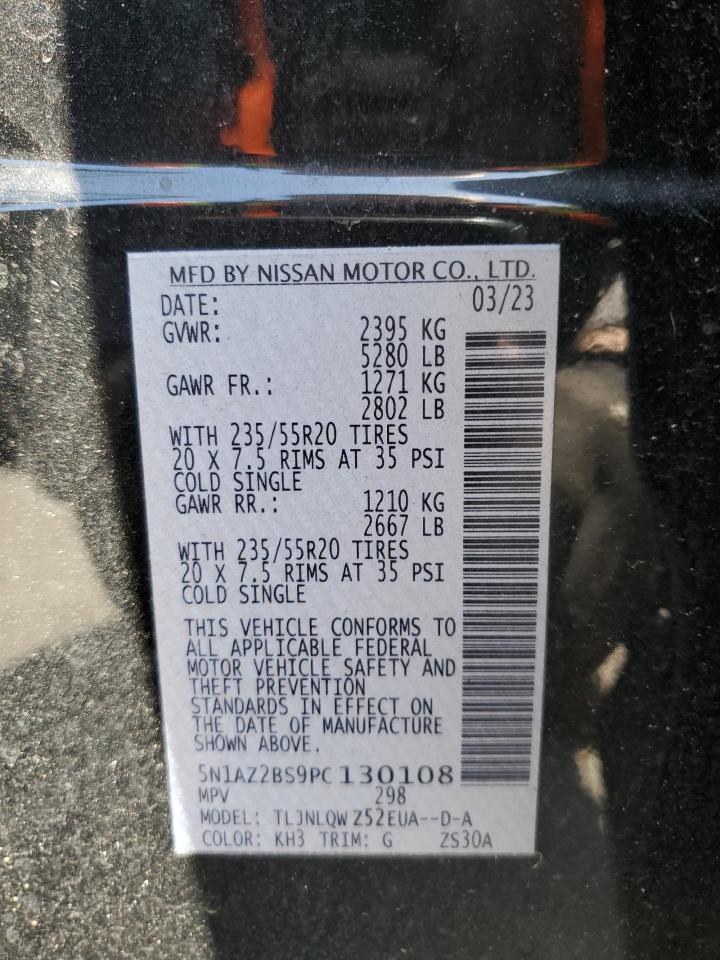 MFD BY NISSAN MOTOR CO., LTD.
DATE: 03/23
GVWR: 2395 KG
5280 LB
GAWR FR.: 1271 KG
2802 LB
WITH 235/55R20 TIRES
20 X 7.5 RIMS AT 35 PSI
COLD SINGLE
GAWR RR.: 1210 KG
2667 LB
WITH 235/55R20 TIRES
20 X 7.5 RIMS AT 35 PSI
COLD SINGLE
THIS VEHICLE CONFORMS TO
ALL APPLICABLE FEDERAL
MOTOR VEHICLE SAFETY AND
THEFT PREVENTION
STANDARDS IN EFFECT ON
THE DATE OF MANUFACTURE
SHOWN ABOVE.
5N1AZ2BS9PC130108
MPV 298
MODEL: TLJNLQWZ52EUA--D-A
COLOR: KH3 TRIM: G ZS30A